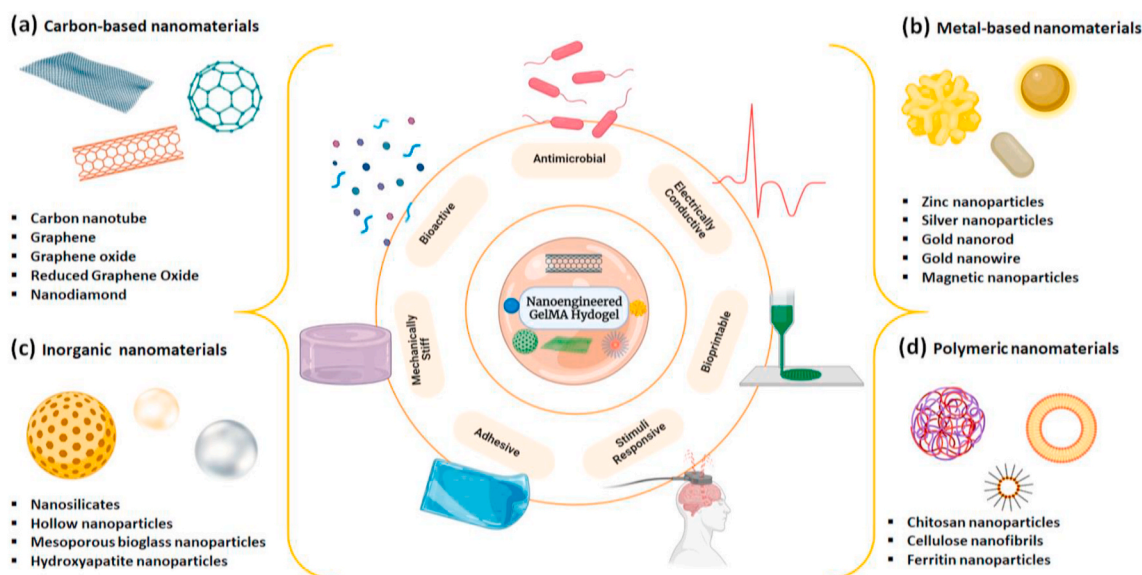 (a) Carbon-based nanomaterials
▪ Carbon nanotube
▪ Graphene
▪ Graphene oxide
▪ Reduced Graphene Oxide
▪ Nanodiamond
(b) Metal-based nanomaterials
▪ Zinc nanoparticles
▪ Silver nanoparticles
▪ Gold nanorod
▪ Gold nanowire
▪ Magnetic nanoparticles
Antimicrobial
Electrically
Conductive
Bioprintable
Stimuli
Responsive
Adhesive
Mechanically
Stiff
Bioactive
Nanoengineered
GelMA Hydogel
(c) Inorganic nanomaterials
▪ Nanosilicates
▪ Hollow nanoparticles
▪ Mesoporous bioglass nanoparticles
▪ Hydroxyapatite nanoparticles
(d) Polymeric nanomaterials
▪ Chitosan nanoparticles
▪ Cellulose nanofibrils
▪ Ferritin nanoparticles